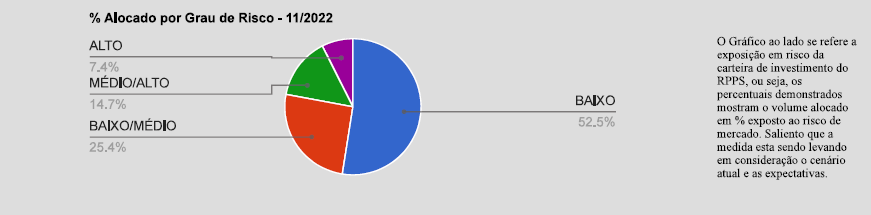 % Alocado por Grau de Risco - 11/2022
ALTO
7.4%
MÉDIO/ALTO
14.7%
BAIXO/MÉDIO
25.4%
BAIXO
52.5%
O Gráfico ao lado se refere a
exposição em risco da
carteira de investimento do
RPPS, ou seja, os
percentuais demonstrados
mostram o volume alocado
em % exposto ao risco de
mercado. Saliento que a
medida esta sendo levando
em consideração o cenário
atual e as expectativas.